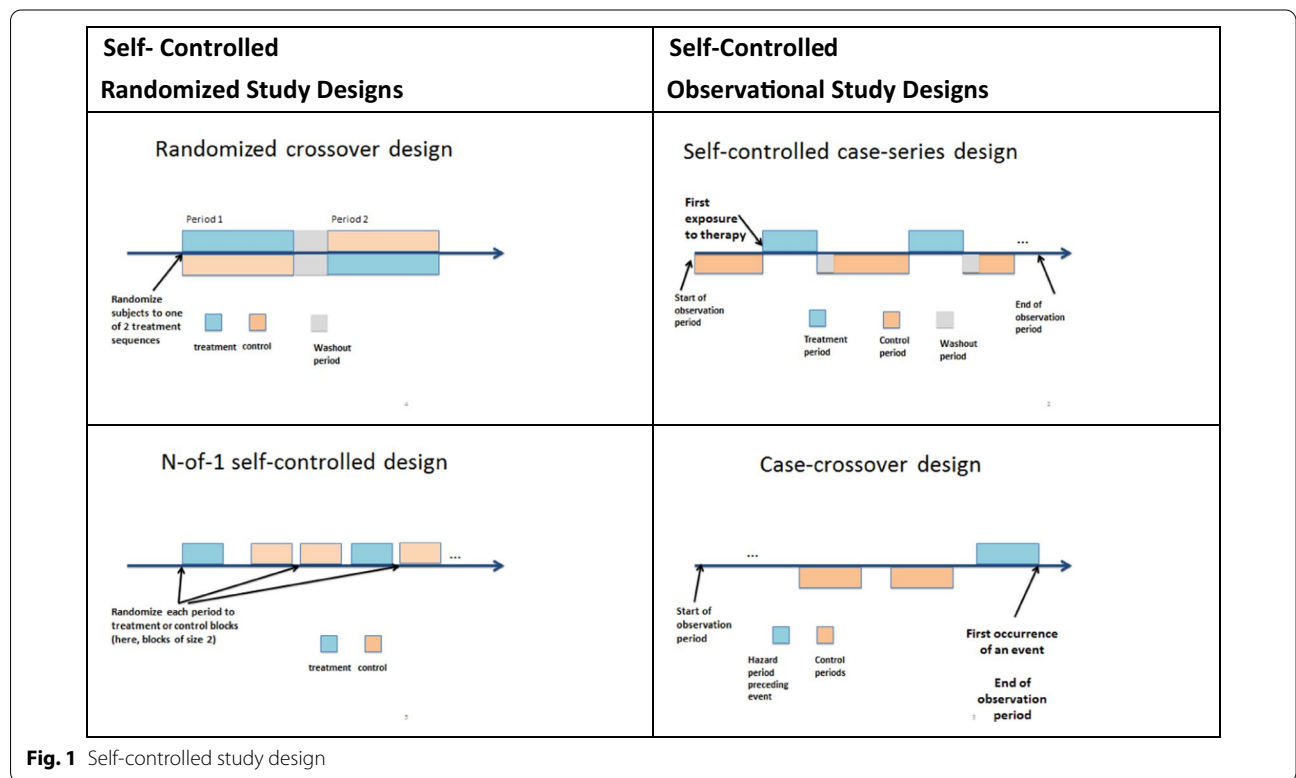 Self- Controlled
Randomized Study Designs
Self-Controlled
Observational Study Designs
Randomized crossover design
Period 1
Period 2
Randomize
subjects to one
of 2 treatment
sequences
treatment control
Washout
period
4
Self-controlled case-series design
First
exposure
to therapy
...
Start of
observation
period
End of
observation
period
Treatment
period
Control
period
Washout
period
2
N-of-1 self-controlled design
...
Randomize each period to
treatment or control blocks
(here, blocks of size 2)
treatment control
5
Case-crossover design
...
Start of
observation
period
First occurrence
of an event
Hazard
period
preceding
event
Control
periods
End of
observation
period
Fig. 1 Self-controlled study design